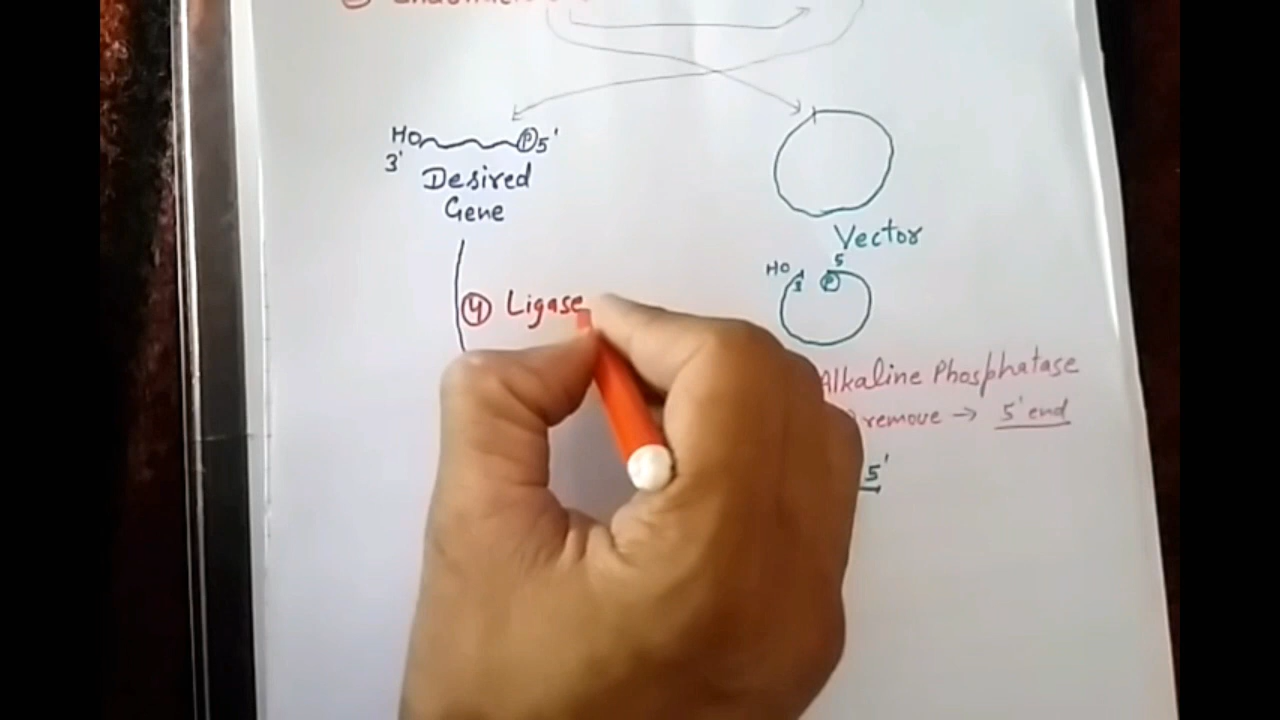 HO P 5'
3'
Desired
Gene
Vector
HO 3 P 5
4 Ligase
Alkaline Phosphatase
remove → 5' end
5'